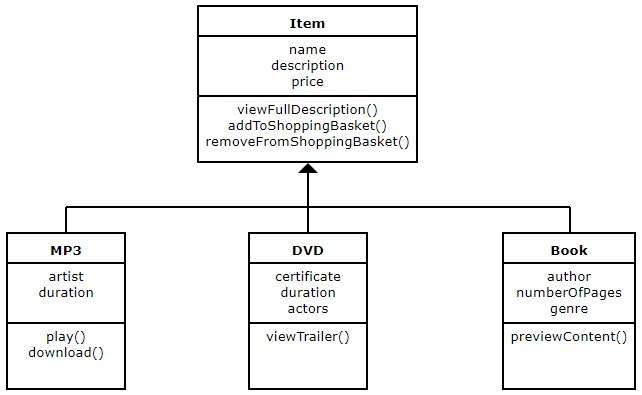 Item
name
description
price
viewFullDescription()
addToShoppingBasket()
removeFromShoppingBasket()
MP3
artist
duration
play()
download()
DVD
certificate
duration
actors
viewTrailer()
Book
author
numberOfPages
genre
previewContent()